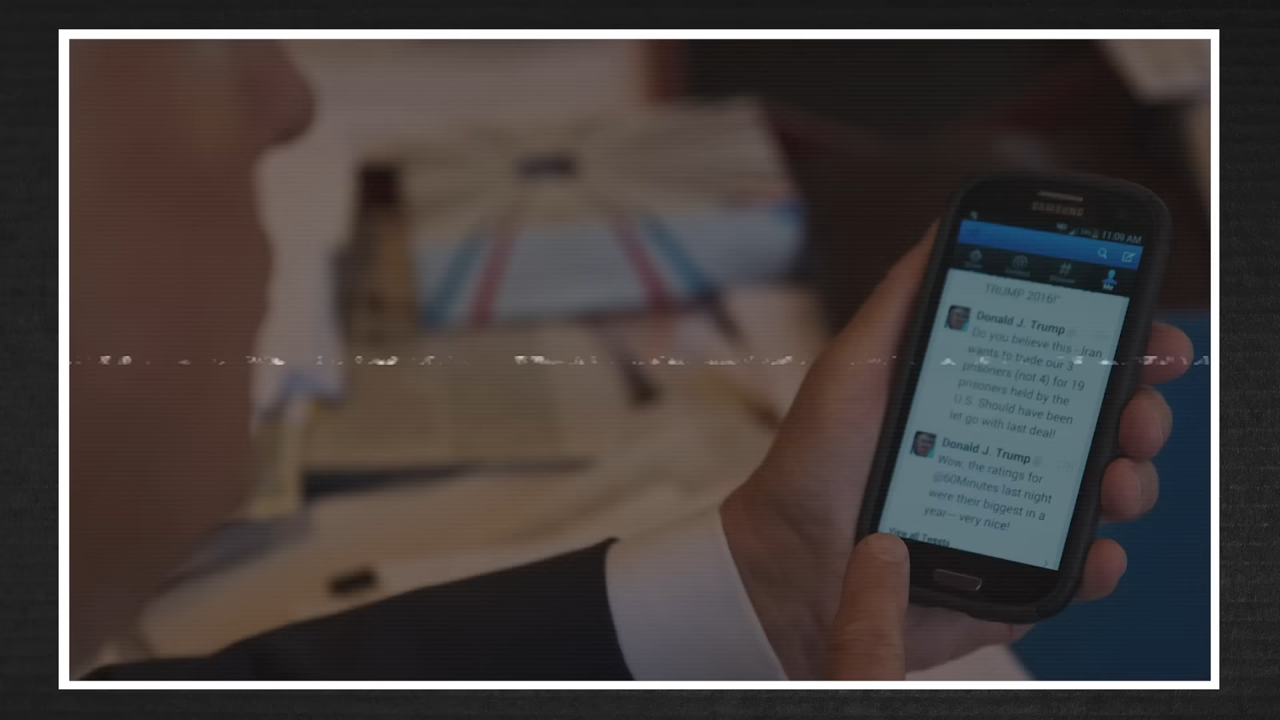 SAMSUNG
11:09 AM
TRUMP 2016!"
Donald J. Trump
Do you believe this - Iran
wants to trade our 3
prisoners (not 4) for 19
prisoners held by the
U.S. Should have been
let go with last deal!
Donald J. Trump
Wow, the ratings for
@60Minutes last night
were their biggest in a
year-- very nice!
View all Tweets